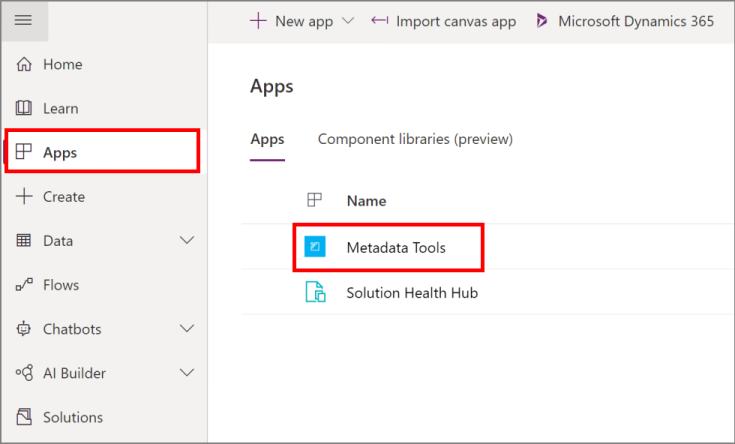 New app
Import canvas app
Microsoft Dynamics 365
Home
Learn
Apps
Create
Data
Flows
Chatbots
AI Builder
Solutions
Apps
Apps
Component libraries (preview)
Name
Metadata Tools
Solution Health Hub